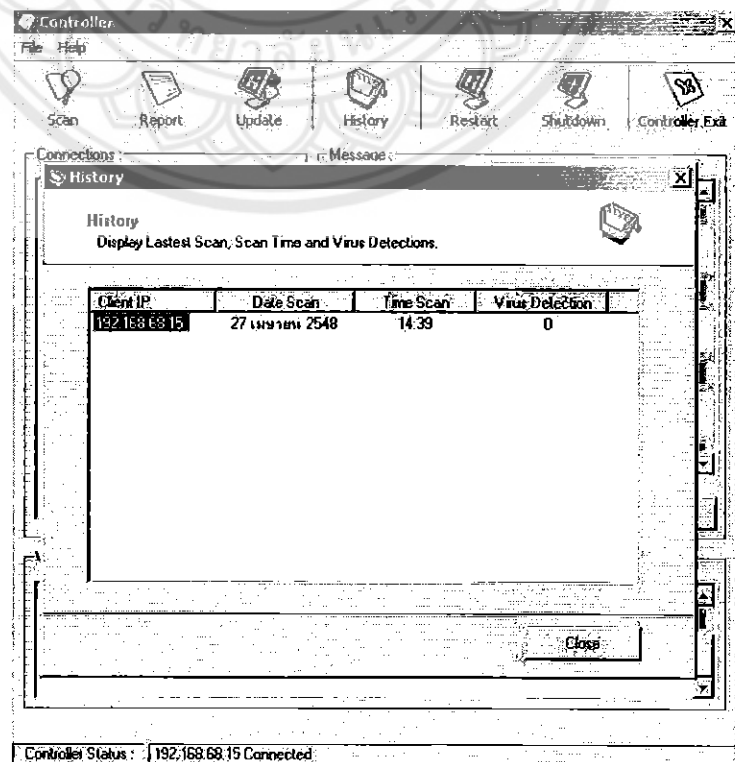 Controller
File Help
Scan Report Update History Restart Shutdown Controller Exit
Connections : Message :
History
History
Display Lastest Scan, Scan Time and Virus Detections.
Client IP Date Scan Time Scan Virus Detection
192.168.68.15 27 เมษายน 2548 14:39 0
Close
Controller Status : 192.168.68.15 Connected